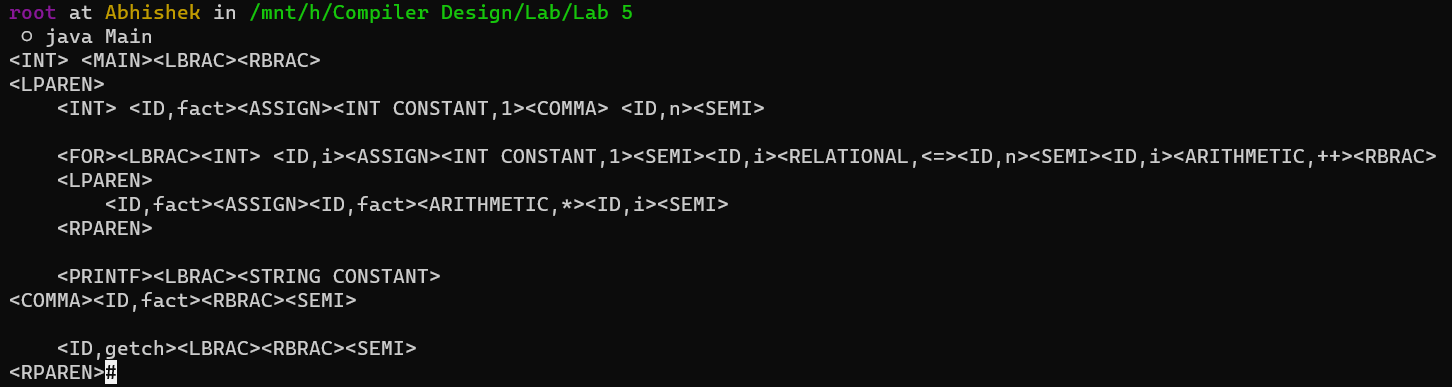 root at Abhishek in /mnt/h/Compiler Design/Lab/Lab 5
○ java Main
<INT> <MAIN><LBRAC><RBRAC>
<LPAREN>
    <INT> <ID,fact><ASSIGN><INT CONSTANT,1><COMMA> <ID,n><SEMI>
    <FOR><LBRAC><INT> <ID,i><ASSIGN><INT CONSTANT,1><SEMI><ID,i><RELATIONAL,<=><ID,n><SEMI><ID,i><ARITHMETIC,++><RBRAC>
    <LPAREN>
        <ID,fact><ASSIGN><ID,fact><ARITHMETIC,*><ID,i><SEMI>
    <RPAREN>
    <PRINTF><LBRAC><STRING CONSTANT>
<COMMA><ID,fact><RBRAC><SEMI>
    <ID,getch><LBRAC><RBRAC><SEMI>
<RPAREN>#